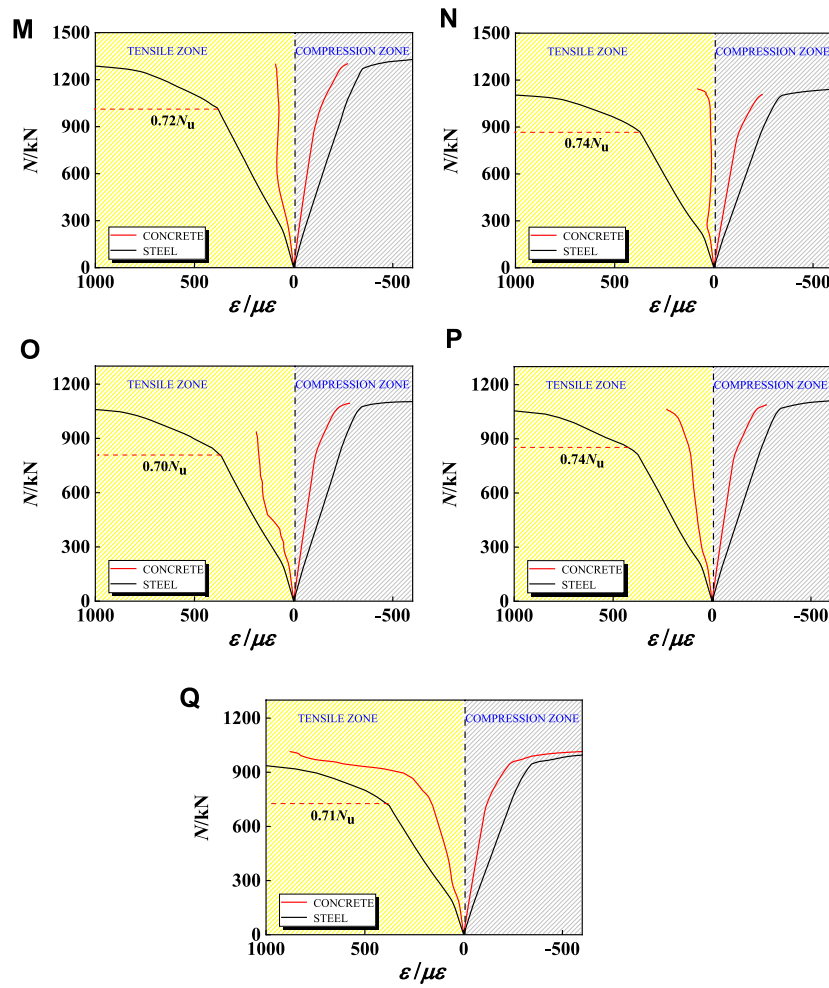 M
N
1500
1200
900
600
300
0
N/kN
TENSILE ZONE
COMPRESSION ZONE
0.72Nu
CONCRETE
STEEL
1000
500
0
-500
ε/με
1500
1200
900
600
300
0
N/kN
TENSILE ZONE
COMPRESSION ZONE
0.74Nu
CONCRETE
STEEL
1000
500
0
-500
ε/με
O
P
1200
900
600
300
0
N/kN
TENSILE ZONE
COMPRESSION ZONE
0.70Nu
CONCRETE
STEEL
1000
500
0
-500
ε/με
1200
900
600
300
0
N/kN
TENSILE ZONE
COMPRESSION ZONE
0.74Nu
CONCRETE
STEEL
1000
500
0
-500
ε/με
Q
1200
900
600
300
0
N/kN
TENSILE ZONE
COMPRESSION ZONE
0.71Nu
CONCRETE
STEEL
1000
500
0
-500
ε/με